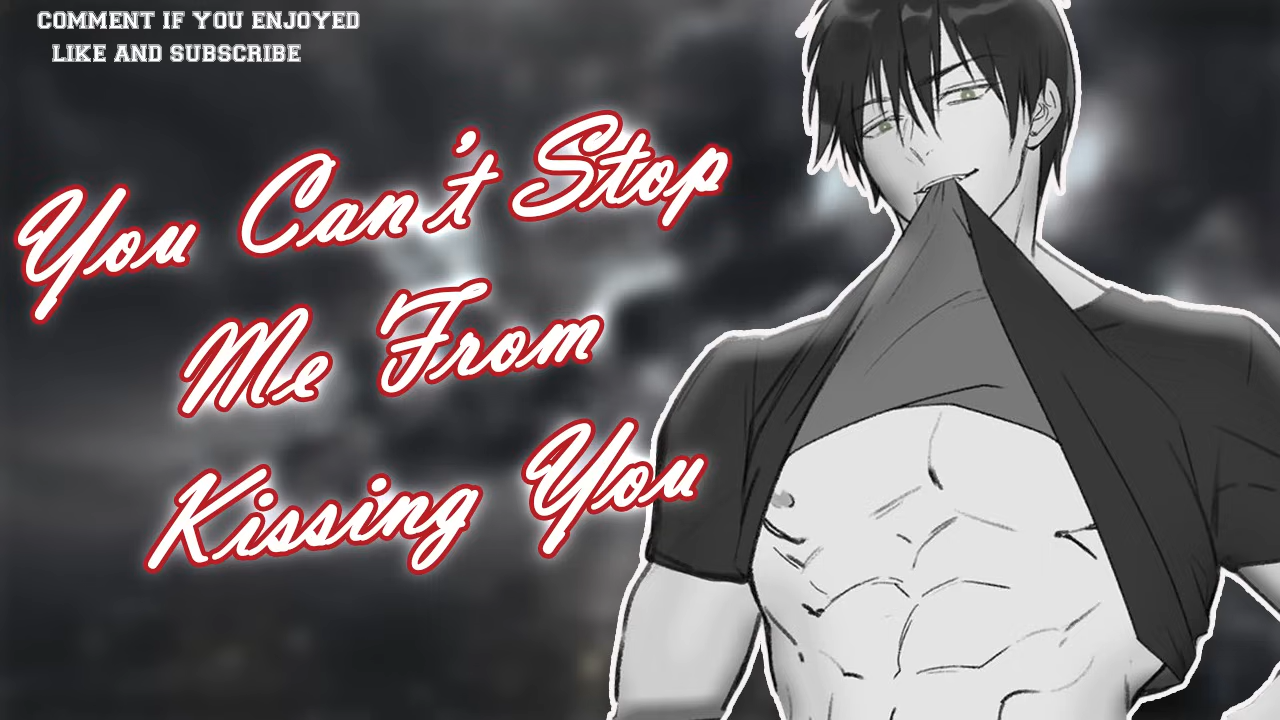 COMMENT IF YOU ENJOYED
LIKE AND SUBSCRIBE
You Can't Stop
Me From
Kissing You